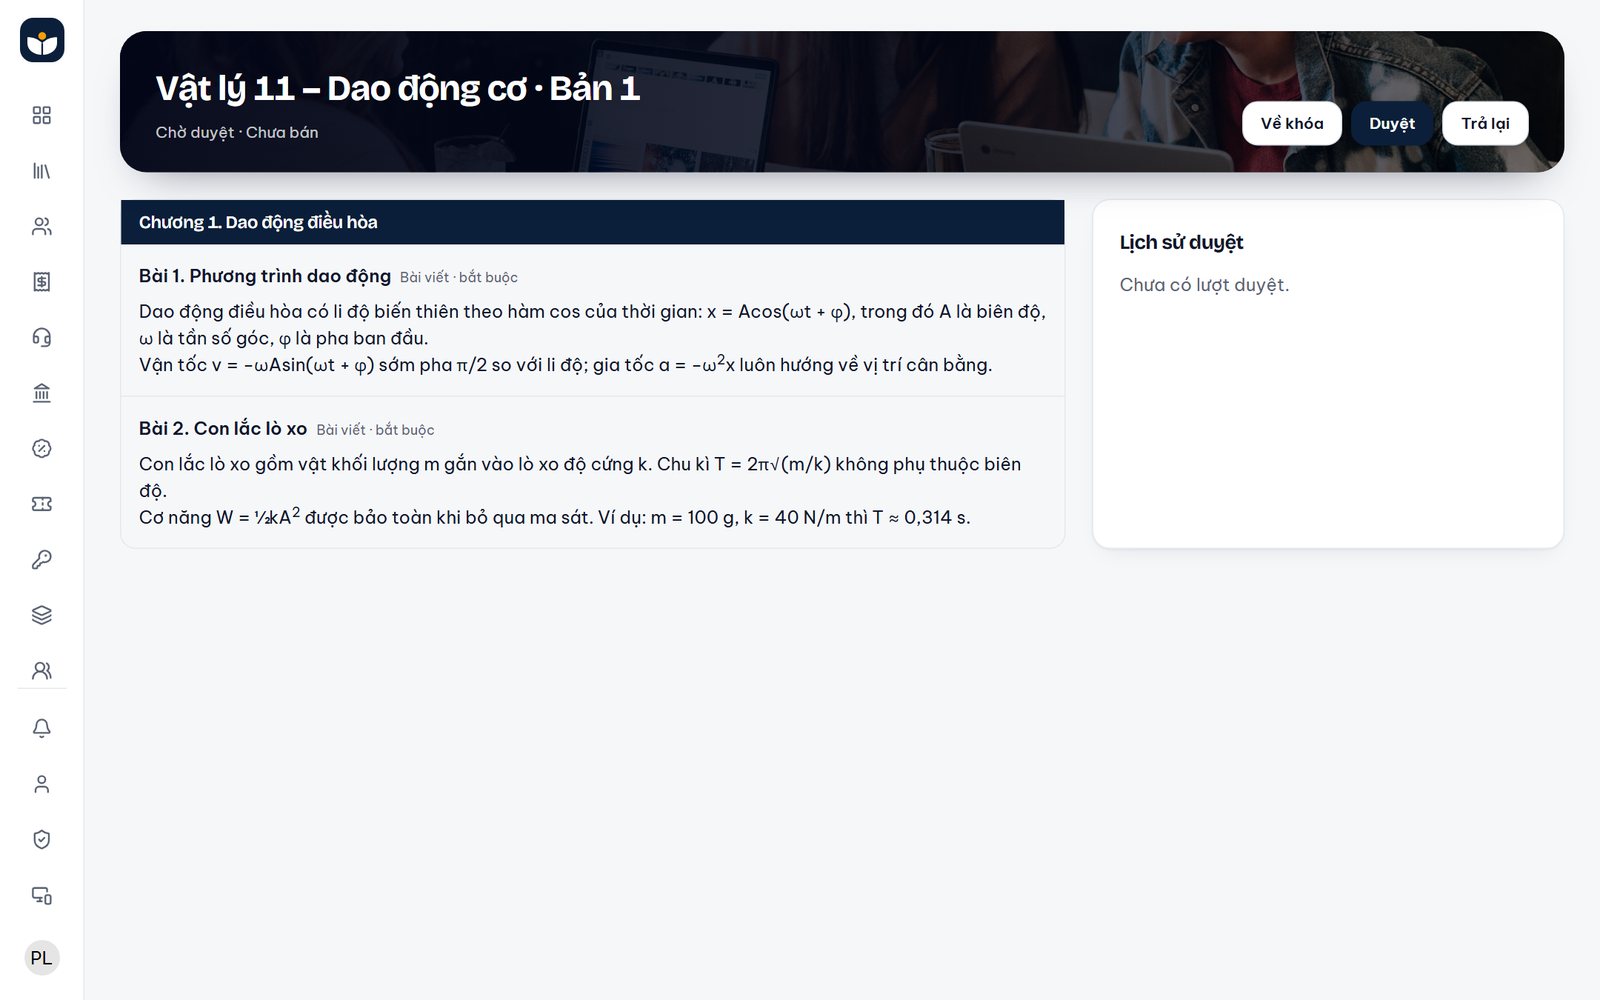 Vật lý 11 – Dao động cơ · Bản 1
Chờ duyệt · Chưa bán
Về khóa
Duyệt
Trả lại
Chương 1. Dao động điều hòa
Bài 1. Phương trình dao động Bài viết · bắt buộc
Dao động điều hòa có li độ biến thiên theo hàm cos của thời gian: x = Acos(ωt + φ), trong đó A là biên độ,
ω là tần số góc, φ là pha ban đầu.
Vận tốc v = −ωAsin(ωt + φ) sớm pha π/2 so với li độ; gia tốc a = −ω²x luôn hướng về vị trí cân bằng.
Bài 2. Con lắc lò xo Bài viết · bắt buộc
Con lắc lò xo gồm vật khối lượng m gắn vào lò xo độ cứng k. Chu kì T = 2π√(m/k) không phụ thuộc biên
độ.
Cơ năng W = ½kA² được bảo toàn khi bỏ qua ma sát. Ví dụ: m = 100 g, k = 40 N/m thì T ≈ 0,314 s.
Lịch sử duyệt
Chưa có lượt duyệt.
PL